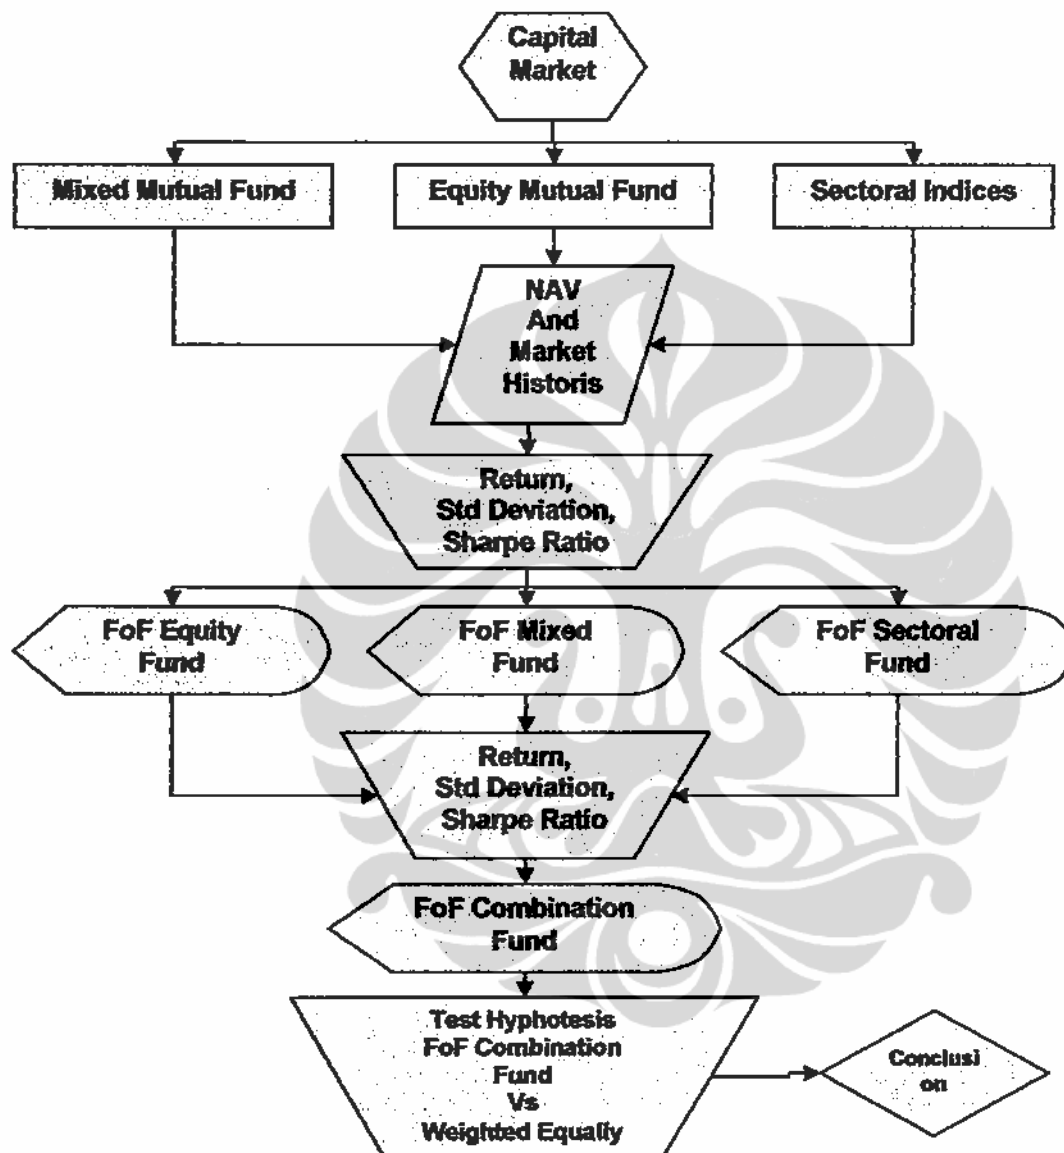 Capital
Market
Mixed Mutual Fund
Equity Mutual Fund
Sectoral Indices
NAV
And
Market
Historis
Return,
Std Deviation,
Sharpe Ratio
FoF Equity
Fund
FoF Mixed
Fund
FoF Sectoral
Fund
Return,
Std Deviation,
Sharpe Ratio
FoF Combination
Fund
Test Hyphotesis
FoF Combination
Fund
Vs
Weighted Equally
Conclusi
on